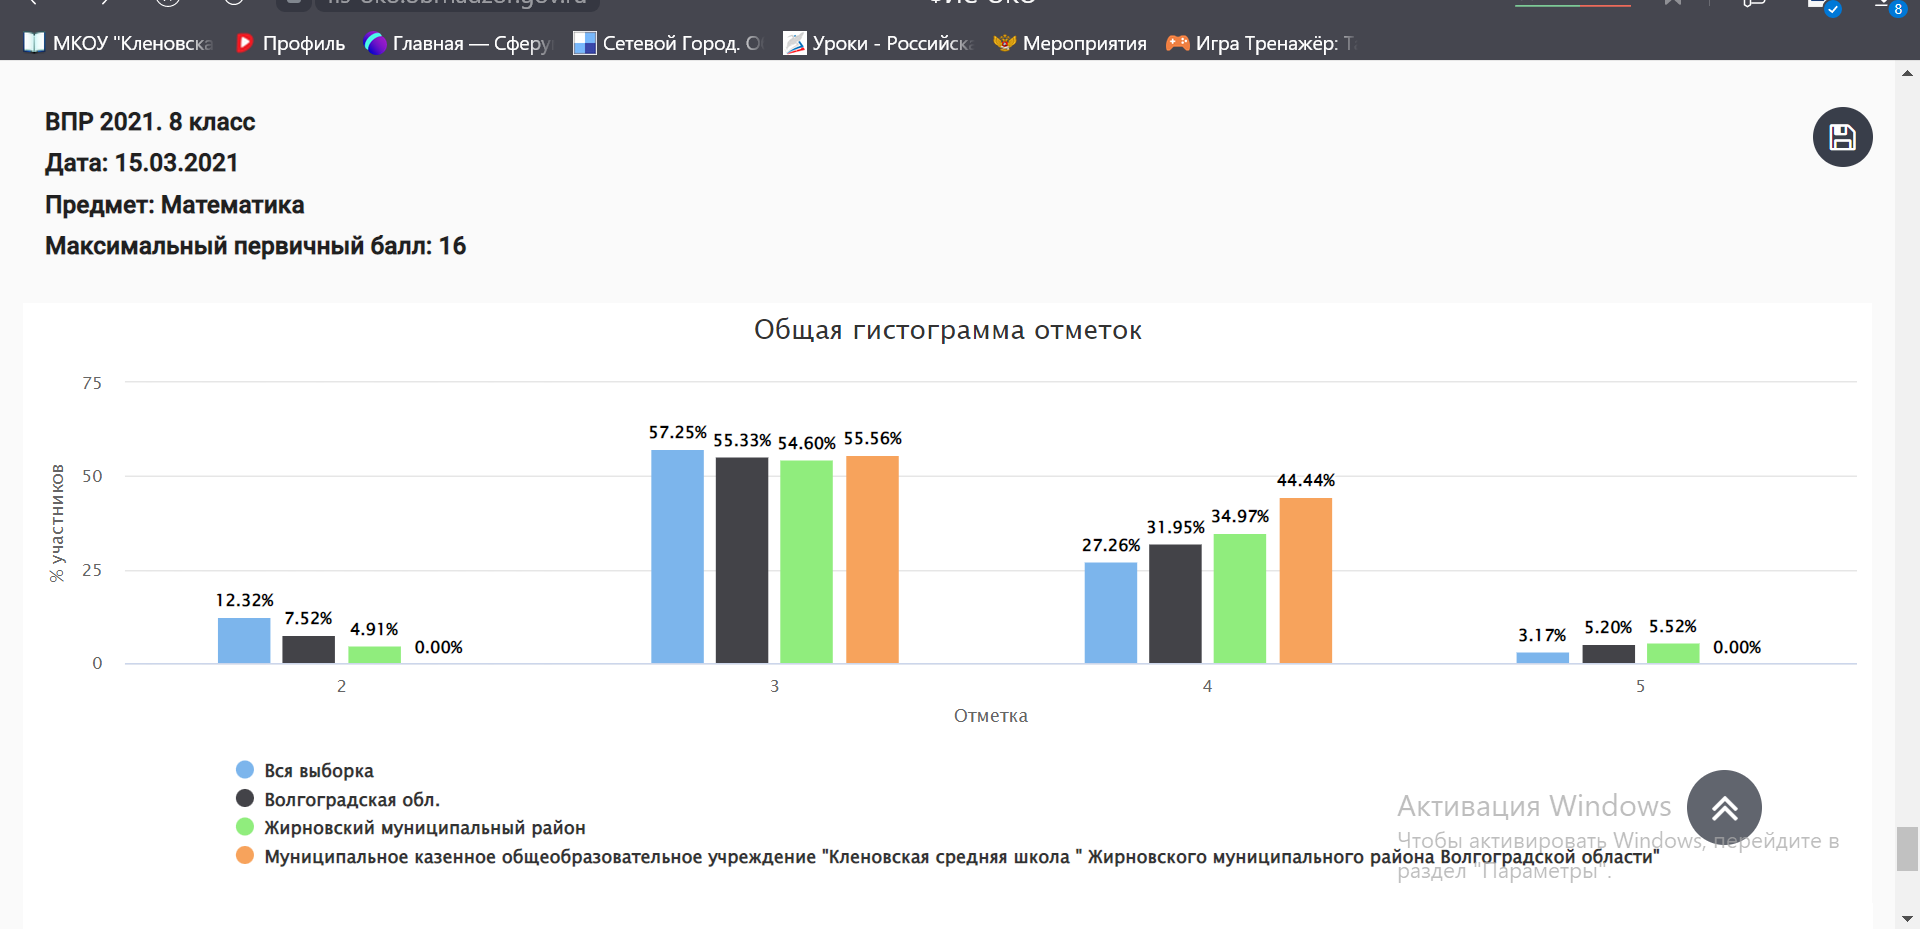 МКОУ "Кленовска
Профиль
Главная — Сферу
Сетевой Город. О
Уроки - Российска
Мероприятия
Игра Тренажёр:
8
ВПР 2021. 8 класс
Дата: 15.03.2021
Предмет: Математика
Максимальный первичный балл: 16
Общая гистограмма отметок
75
50
25
0
% участников
12.32%
7.52%
4.91%
0.00%
57.25%
55.33%
54.60%
55.56%
27.26%
31.95%
34.97%
44.44%
3.17%
5.20%
5.52%
0.00%
2
3
4
5
Отметка
Вся выборка
Волгоградская обл.
Жирновский муниципальный район
Муниципальное казенное общеобразовательное учреждение "Кленовская средняя школа " Жирновского муниципального района Волгоградской области"
Активация Windows
Чтобы активировать Windows, перейдите в
раздел "Параметры".